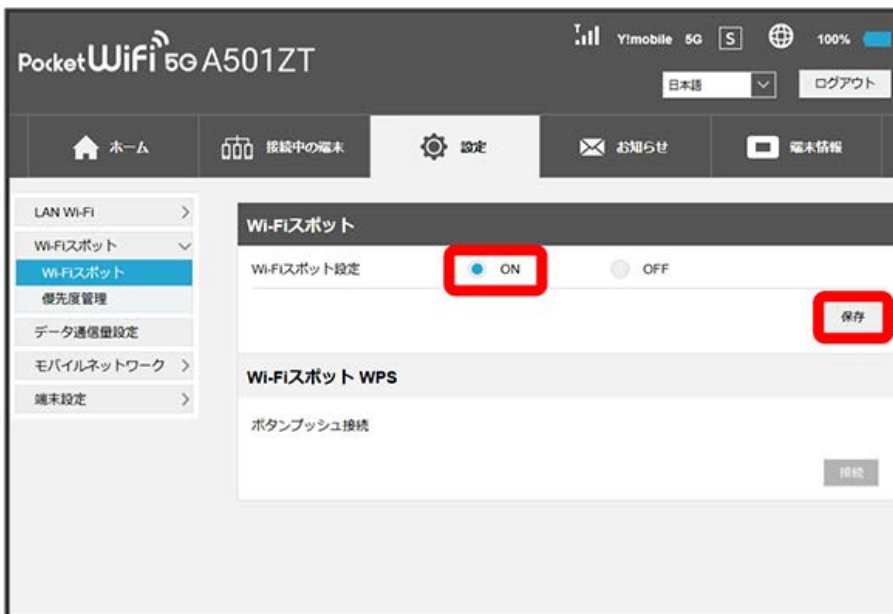 Pocket WiFi 5G A501ZT
Y!mobile 5G S 100%
日本語 ログアウト
ホーム 接続中の端末 設定 お知らせ 端末情報
LAN Wi-Fi
Wi-Fiスポット
Wi-Fiスポット
優先度管理
データ通信量設定
モバイルネットワーク
端末設定
Wi-Fiスポット
Wi-Fiスポット設定 ON OFF
保存
Wi-Fiスポット WPS
ボタンプッシュ接続
接続